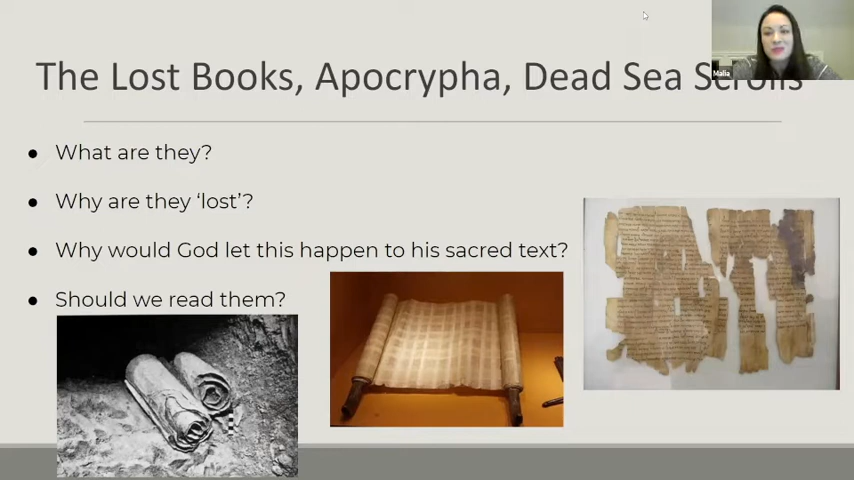 The Lost Books, Apocrypha, Dead Sea Scrolls
Malia
● What are they?
● Why are they ‘lost’?
● Why would God let this happen to his sacred text?
● Should we read them?